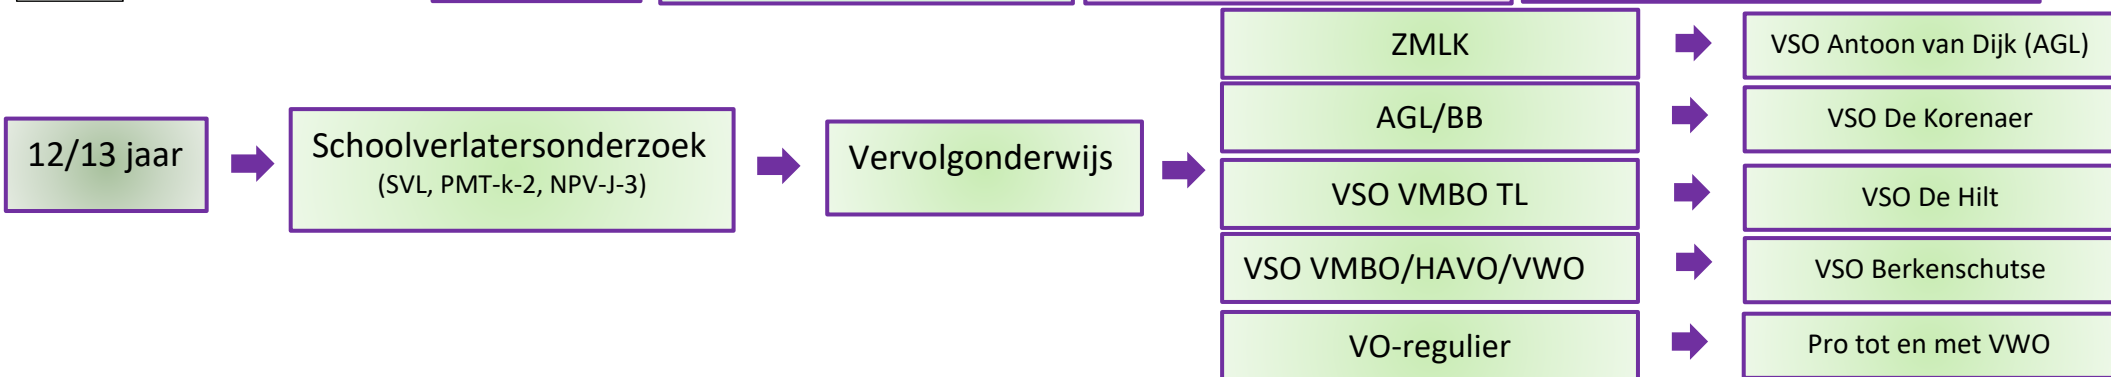 12/13 jaar
Schoolverlatersonderzoek
(SVL, PMT-k-2, NPV-J-3)
Vervolgonderwijs
ZMLK
VSO Antoon van Dijk (AGL)
AGL/BB
VSO De Korenaer
VSO VMBO TL
VSO De Hilt
VSO VMBO/HAVO/VWO
VSO Berkenschutse
VO-regulier
Pro tot en met VWO